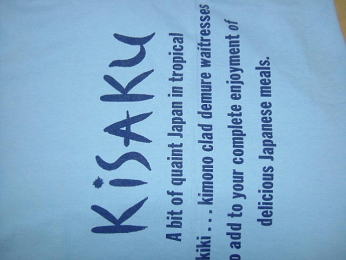 KiSAKU
A bit of quaint Japan in tropical
kiki . . . kimono clad demure waitresses
o add to your complete enjoyment of
delicious Japanese meals.